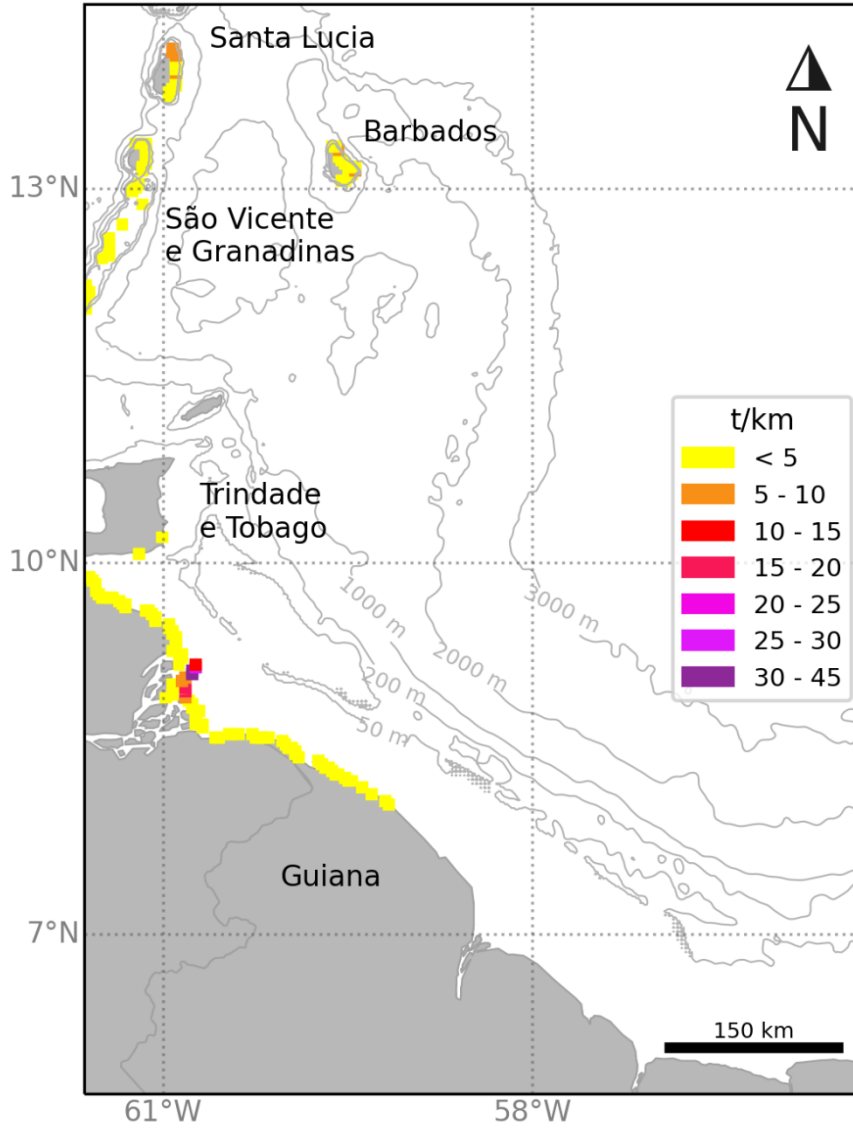 Santa Lucia
Barbados
N
13°N
São Vicente
e Granadinas
t/km
< 5
5 - 10
10 - 15
15 - 20
20 - 25
25 - 30
30 - 45
Trindade
e Tobago
10°N
1000 m
3000 m
2000 m
200 m
50 m
Guiana
7°N
150 km
61°W
58°W